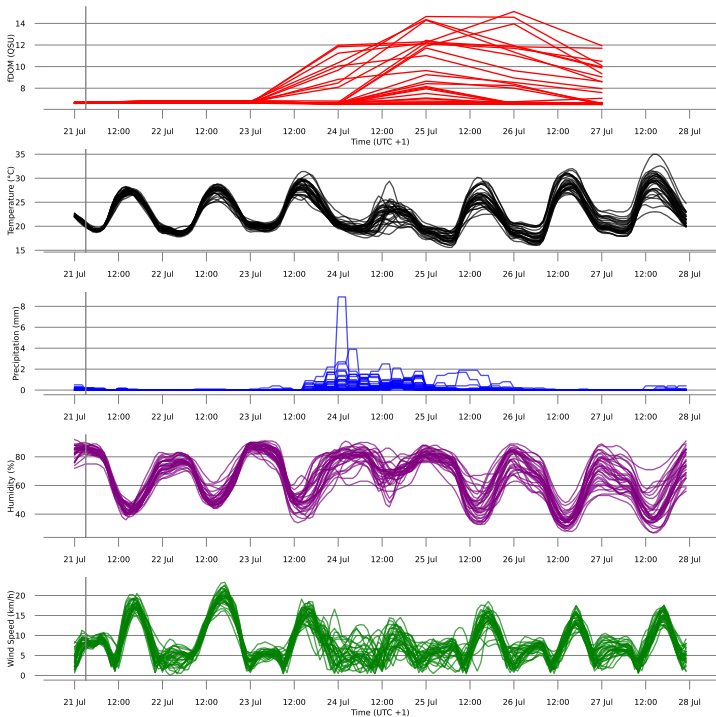 fDOM (QSU)
14
12
10
8
21 Jul 12:00 22 Jul 12:00 23 Jul 12:00 24 Jul 12:00 25 Jul 12:00 26 Jul 12:00 27 Jul 12:00 28 Jul
Time (UTC +1)
Temperature (°C)
35
30
25
20
15
21 Jul 12:00 22 Jul 12:00 23 Jul 12:00 24 Jul 12:00 25 Jul 12:00 26 Jul 12:00 27 Jul 12:00 28 Jul
Precipitation (mm)
8
6
4
2
0
21 Jul 12:00 22 Jul 12:00 23 Jul 12:00 24 Jul 12:00 25 Jul 12:00 26 Jul 12:00 27 Jul 12:00 28 Jul
Humidity (%)
80
60
40
21 Jul 12:00 22 Jul 12:00 23 Jul 12:00 24 Jul 12:00 25 Jul 12:00 26 Jul 12:00 27 Jul 12:00 28 Jul
Wind Speed (km/h)
20
15
10
5
0
21 Jul 12:00 22 Jul 12:00 23 Jul 12:00 24 Jul 12:00 25 Jul 12:00 26 Jul 12:00 27 Jul 12:00 28 Jul
Time (UTC +1)